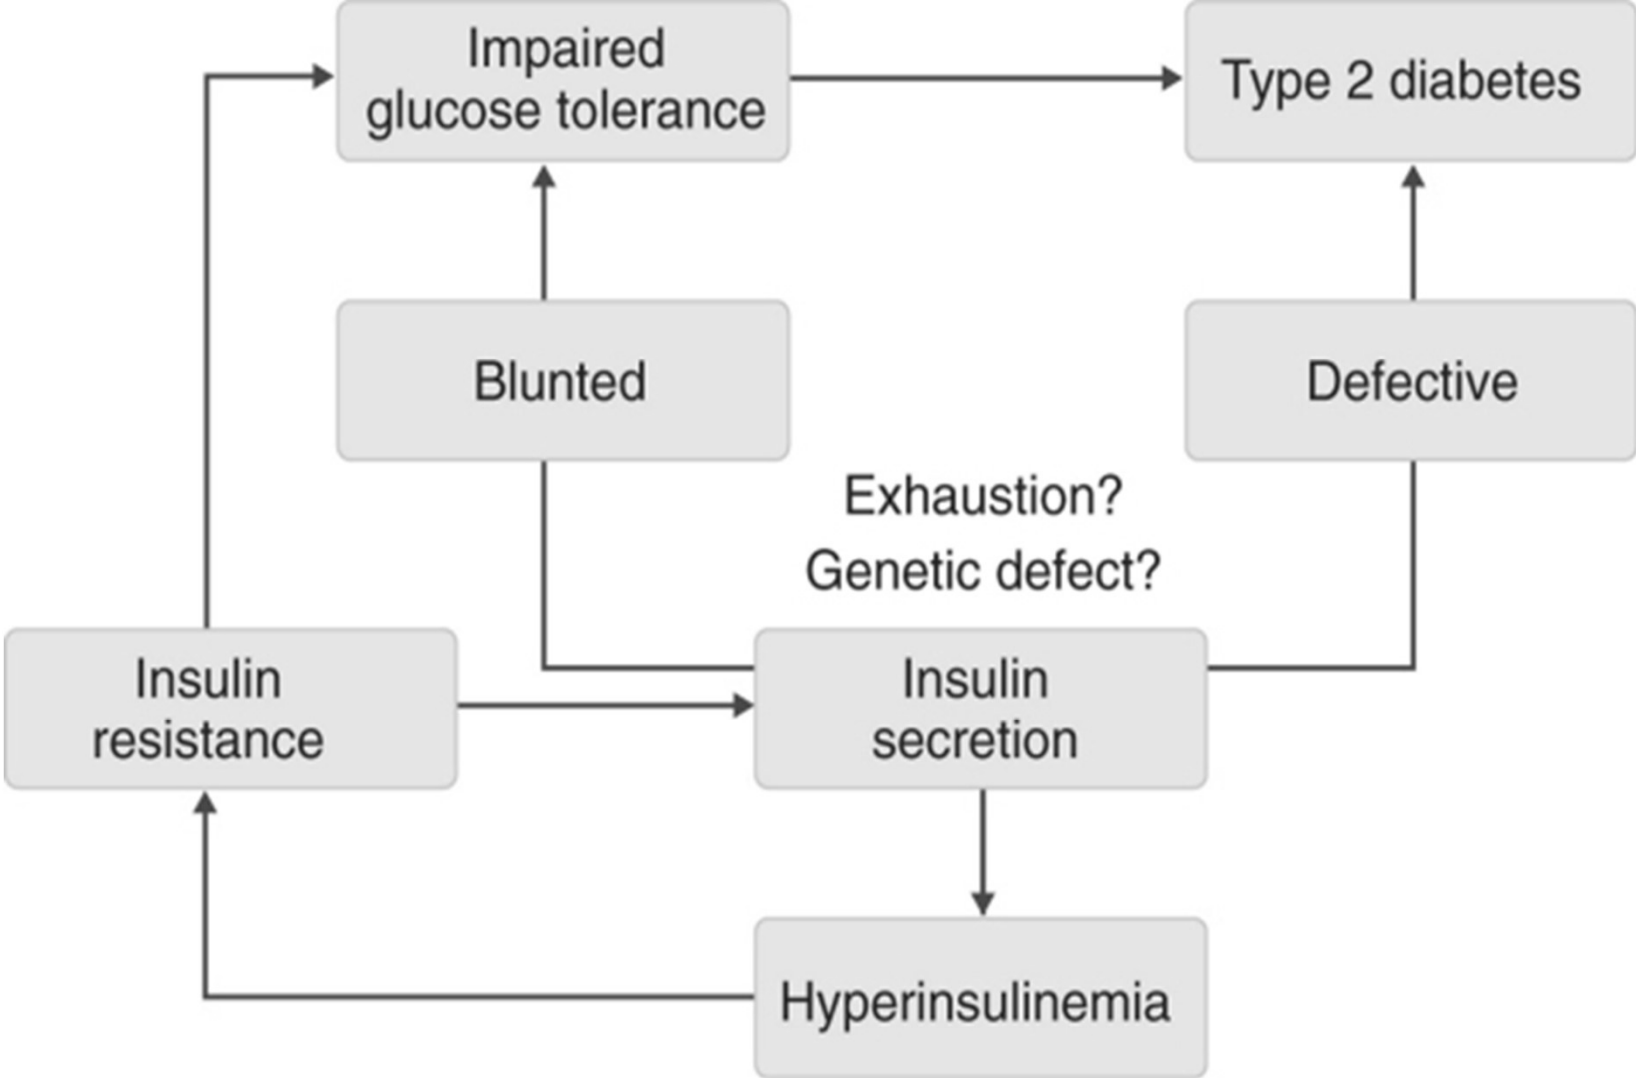 Impaired
glucose tolerance
Type 2 diabetes
Blunted
Defective
Exhaustion?
Genetic defect?
Insulin
resistance
Insulin
secretion
Hyperinsulinemia